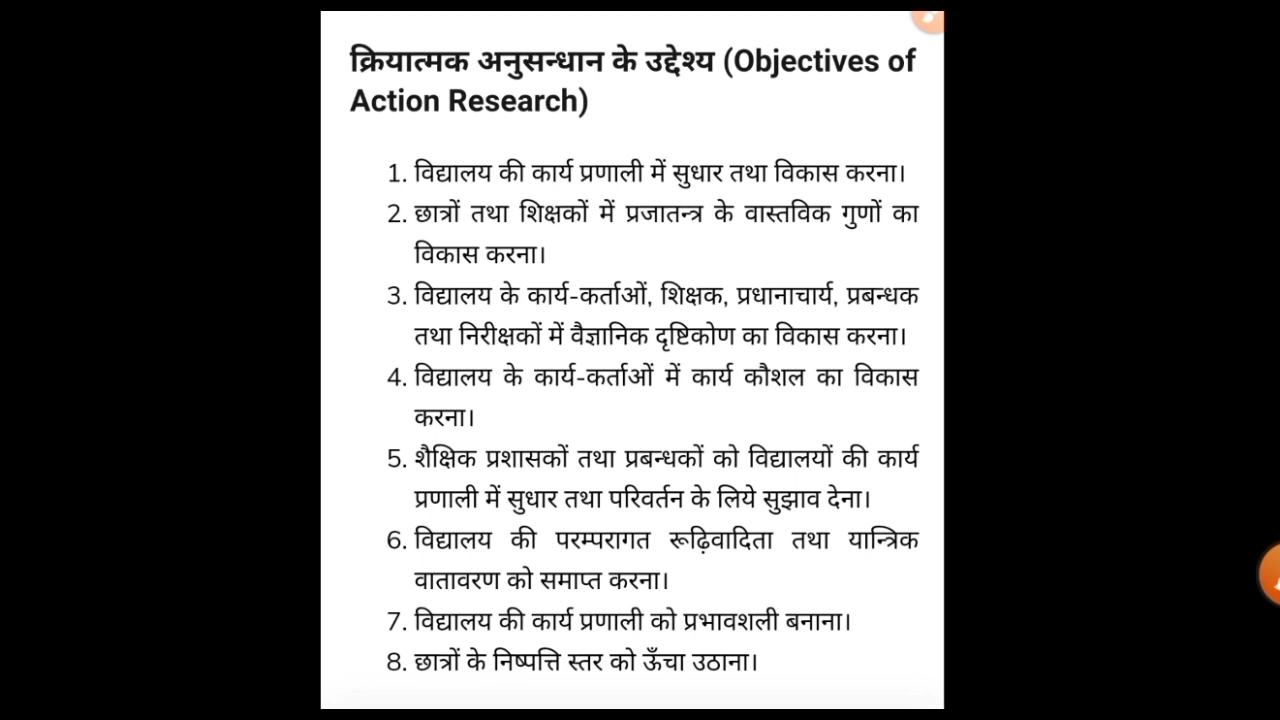 क्रियात्मक अनुसन्धान के उद्देश्य (Objectives of
Action Research)
1. विद्यालय की कार्य प्रणाली में सुधार तथा विकास करना।
2. छात्रों तथा शिक्षकों में प्रजातन्त्र के वास्तविक गुणों का
विकास करना।
3. विद्यालय के कार्य-कर्ताओं, शिक्षक, प्रधानाचार्य, प्रबन्धक
तथा निरीक्षकों में वैज्ञानिक दृष्टिकोण का विकास करना।
4. विद्यालय के कार्य-कर्ताओं में कार्य कौशल का विकास
करना।
5. शैक्षिक प्रशासकों तथा प्रबन्धकों को विद्यालयों की कार्य
प्रणाली में सुधार तथा परिवर्तन के लिये सुझाव देना।
6. विद्यालय की परम्परागत रूढ़िवादिता तथा यान्त्रिक
वातावरण को समाप्त करना।
7. विद्यालय की कार्य प्रणाली को प्रभावशली बनाना।
8. छात्रों के निष्पत्ति स्तर को ऊँचा उठाना।